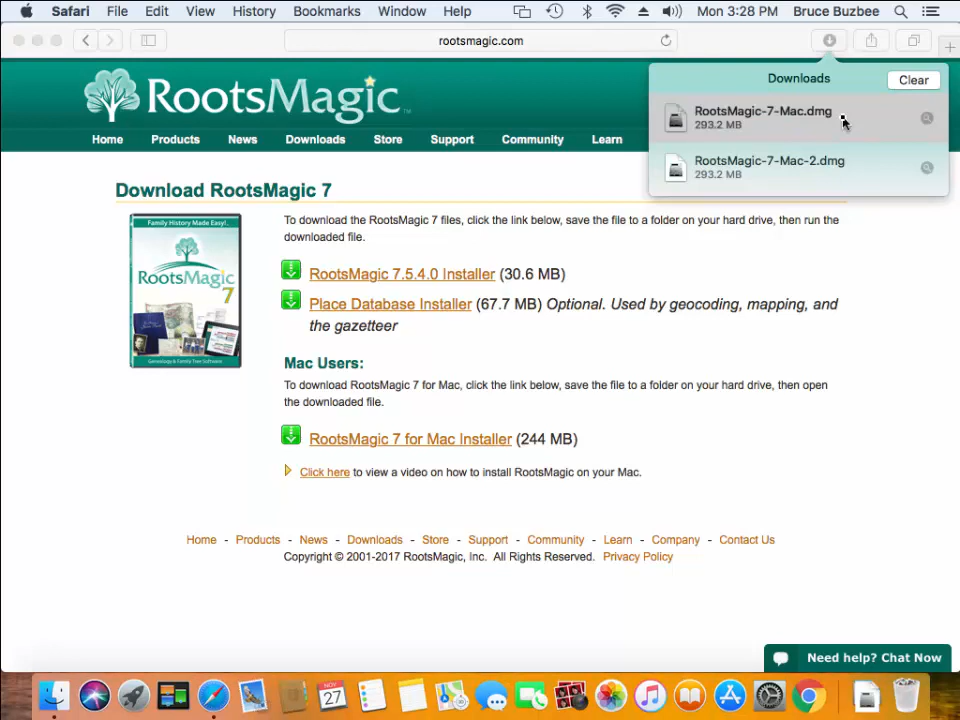 Safari File Edit View History Bookmarks Window Help Mon 3:28 PM Bruce Buzbee
rootsmagic.com
Downloads
Clear
RootsMagic-7-Mac.dmg
293.2 MB
RootsMagic-7-Mac-2.dmg
293.2 MB
RootsMagic™
Home Products News Downloads Store Support Community Learn
Download RootsMagic 7
Family History Made Easy!
ROOTSMAGIC
7
Genealogy & Family Tree Software
To download the RootsMagic 7 files, click the link below, save the file to a folder on your hard drive, then run the
downloaded file.
RootsMagic 7.5.4.0 Installer (30.6 MB)
Place Database Installer (67.7 MB) Optional. Used by geocoding, mapping, and
the gazetteer
Mac Users:
To download RootsMagic 7 for Mac, click the link below, save the file to a folder on your hard drive, then open
the downloaded file.
RootsMagic 7 for Mac Installer (244 MB)
Click here to view a video on how to install RootsMagic on your Mac.
Home - Products - News - Downloads - Store - Support - Community - Learn - Company - Contact Us
Copyright © 2001-2017 RootsMagic, Inc. All Rights Reserved. Privacy Policy
Need help? Chat Now
NOV
27